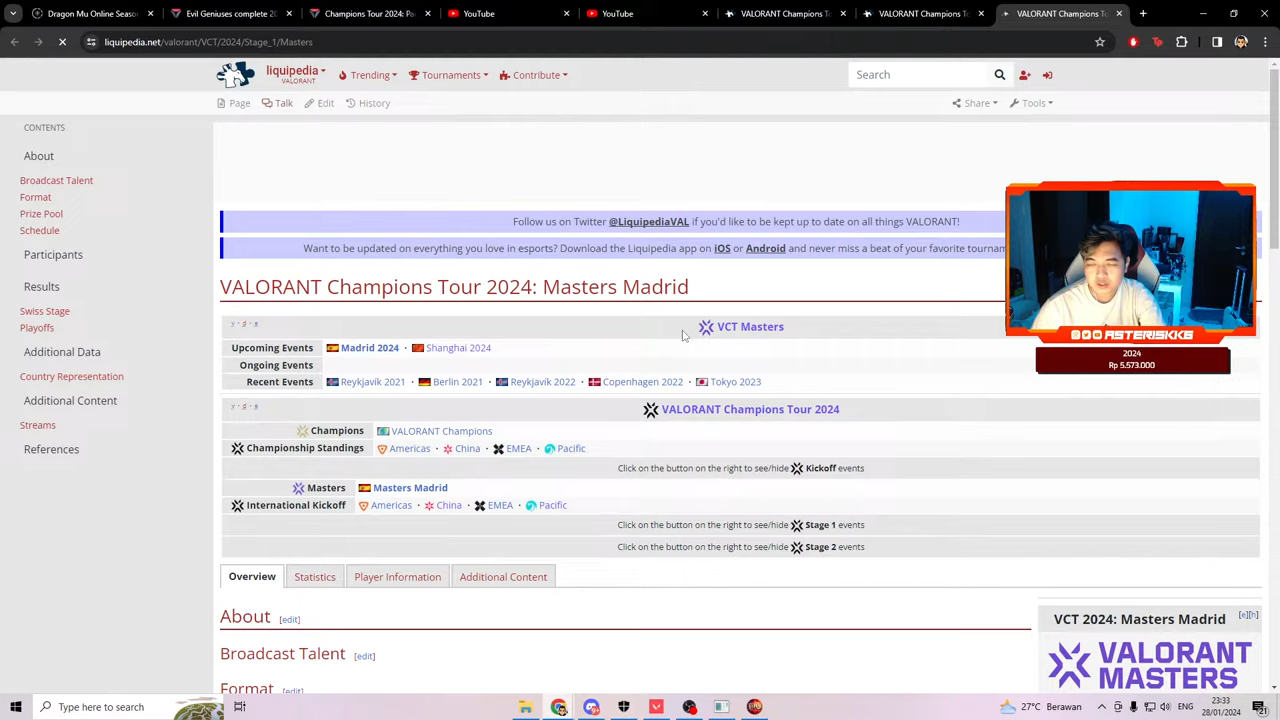 Dragon Mu Online Season
Evil Geniuses complete 20
Champions Tour 2024: Pa
YouTube
YouTube
VALORANT Champions To
VALORANT Champions To
VALORANT Champions To
liquipedia.net/valorant/VCT/2024/Stage_1/Masters
liquipedia
VALORANT
Trending
Tournaments
Contribute
Search
Page
Talk
Edit
History
Share
Tools
CONTENTS
About
Broadcast Talent
Format
Prize Pool
Schedule
Participants
Results
Swiss Stage
Playoffs
Additional Data
Country Representation
Additional Content
Streams
References
Follow us on Twitter @LiquipediaVAL if you'd like to be kept up to date on all things VALORANT!
Want to be updated on everything you love in esports? Download the Liquipedia app on iOS or Android and never miss a beat of your favorite tournam
VALORANT Champions Tour 2024: Masters Madrid
v · d · e
VCT Masters
Upcoming Events Madrid 2024 · Shanghai 2024
Ongoing Events
Recent Events Reykjavík 2021 · Berlin 2021 · Reykjavík 2022 · Copenhagen 2022 · Tokyo 2023
v · d · e
VALORANT Champions Tour 2024
Champions VALORANT Champions
Championship Standings Americas · China · EMEA · Pacific
Click on the button on the right to see/hide Kickoff events
Masters Masters Madrid
International Kickoff Americas · China · EMEA · Pacific
Click on the button on the right to see/hide Stage 1 events
Click on the button on the right to see/hide Stage 2 events
Overview
Statistics
Player Information
Additional Content
About [edit]
Broadcast Talent [edit]
Format [edit]
VCT 2024: Masters Madrid [e][h]
VALORANT
MASTERS
ASTERISKK6
2024
Rp 5.573.000
Type here to search
27°C Berawan
ENG
23:33
28/01/2024
21